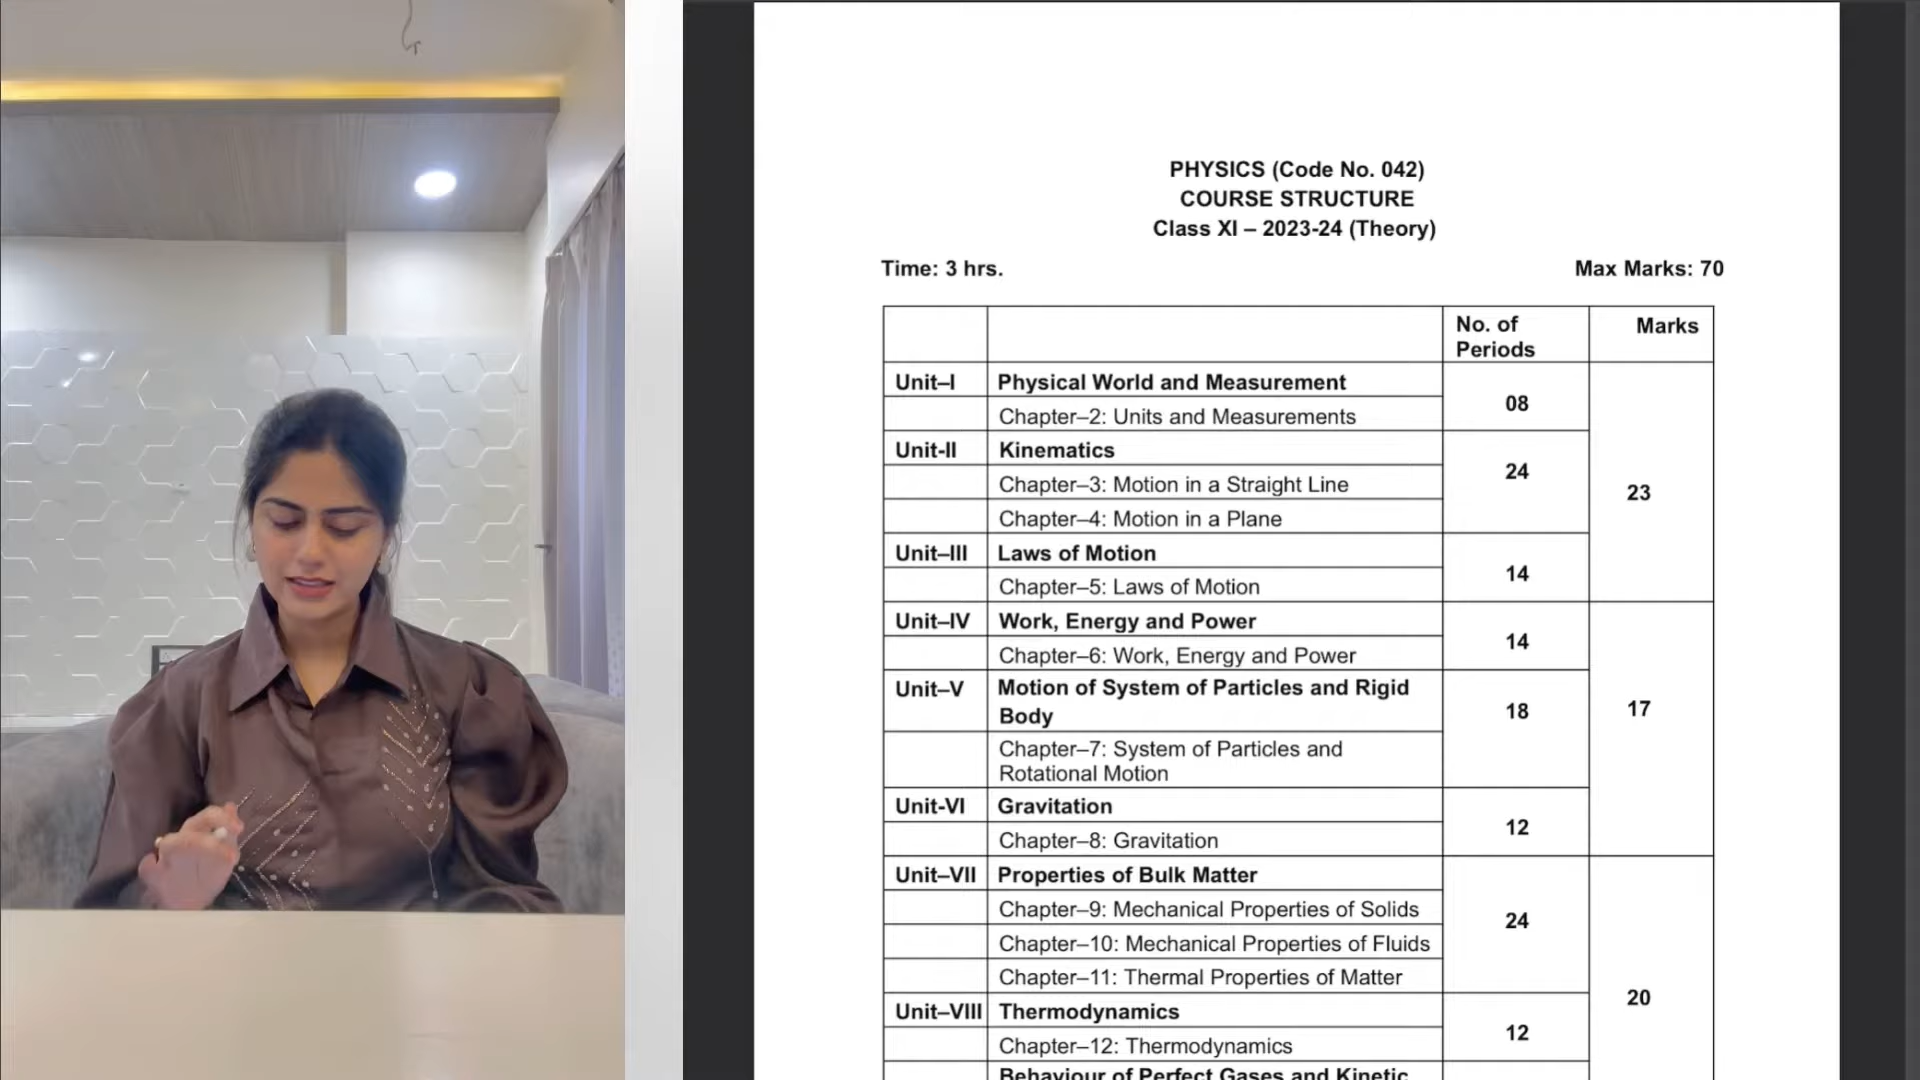 PHYSICS (Code No. 042)
COURSE STRUCTURE
Class XI – 2023-24 (Theory)
Time: 3 hrs. Max Marks: 70
No. of Periods Marks
Unit–I Physical World and Measurement 08 23
Chapter–2: Units and Measurements
Unit-II Kinematics 24
Chapter–3: Motion in a Straight Line
Chapter–4: Motion in a Plane
Unit–III Laws of Motion 14
Chapter–5: Laws of Motion
Unit–IV Work, Energy and Power 14 17
Chapter–6: Work, Energy and Power
Unit–V Motion of System of Particles and Rigid
Body 18
Chapter–7: System of Particles and
Rotational Motion
Unit-VI Gravitation 12
Chapter–8: Gravitation
Unit–VII Properties of Bulk Matter 24 20
Chapter–9: Mechanical Properties of Solids
Chapter–10: Mechanical Properties of Fluids
Chapter–11: Thermal Properties of Matter
Unit–VIII Thermodynamics 12
Chapter–12: Thermodynamics
Behaviour of Perfect Gases and Kinetic